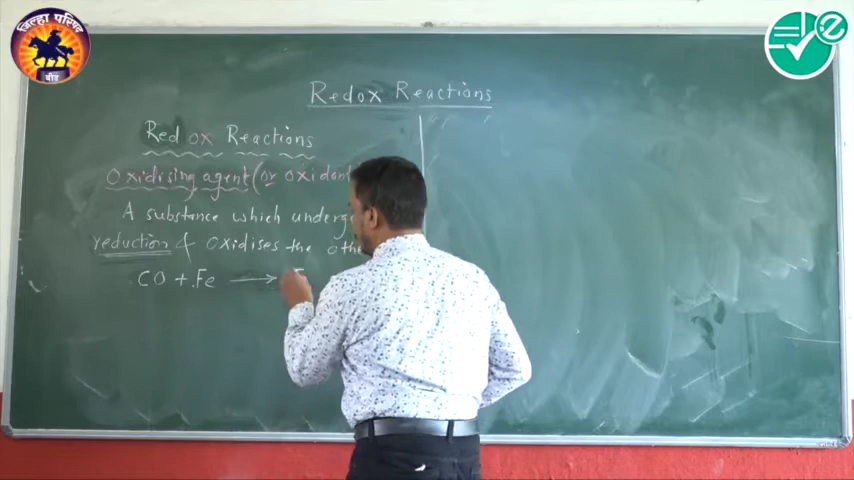 जिल्हा परिषद
बीड
e
Redox Reactions
Redox Reactions
Oxidising agent (or oxidant
A substance which underg
reduction & oxidises the othe
CO + Fe →